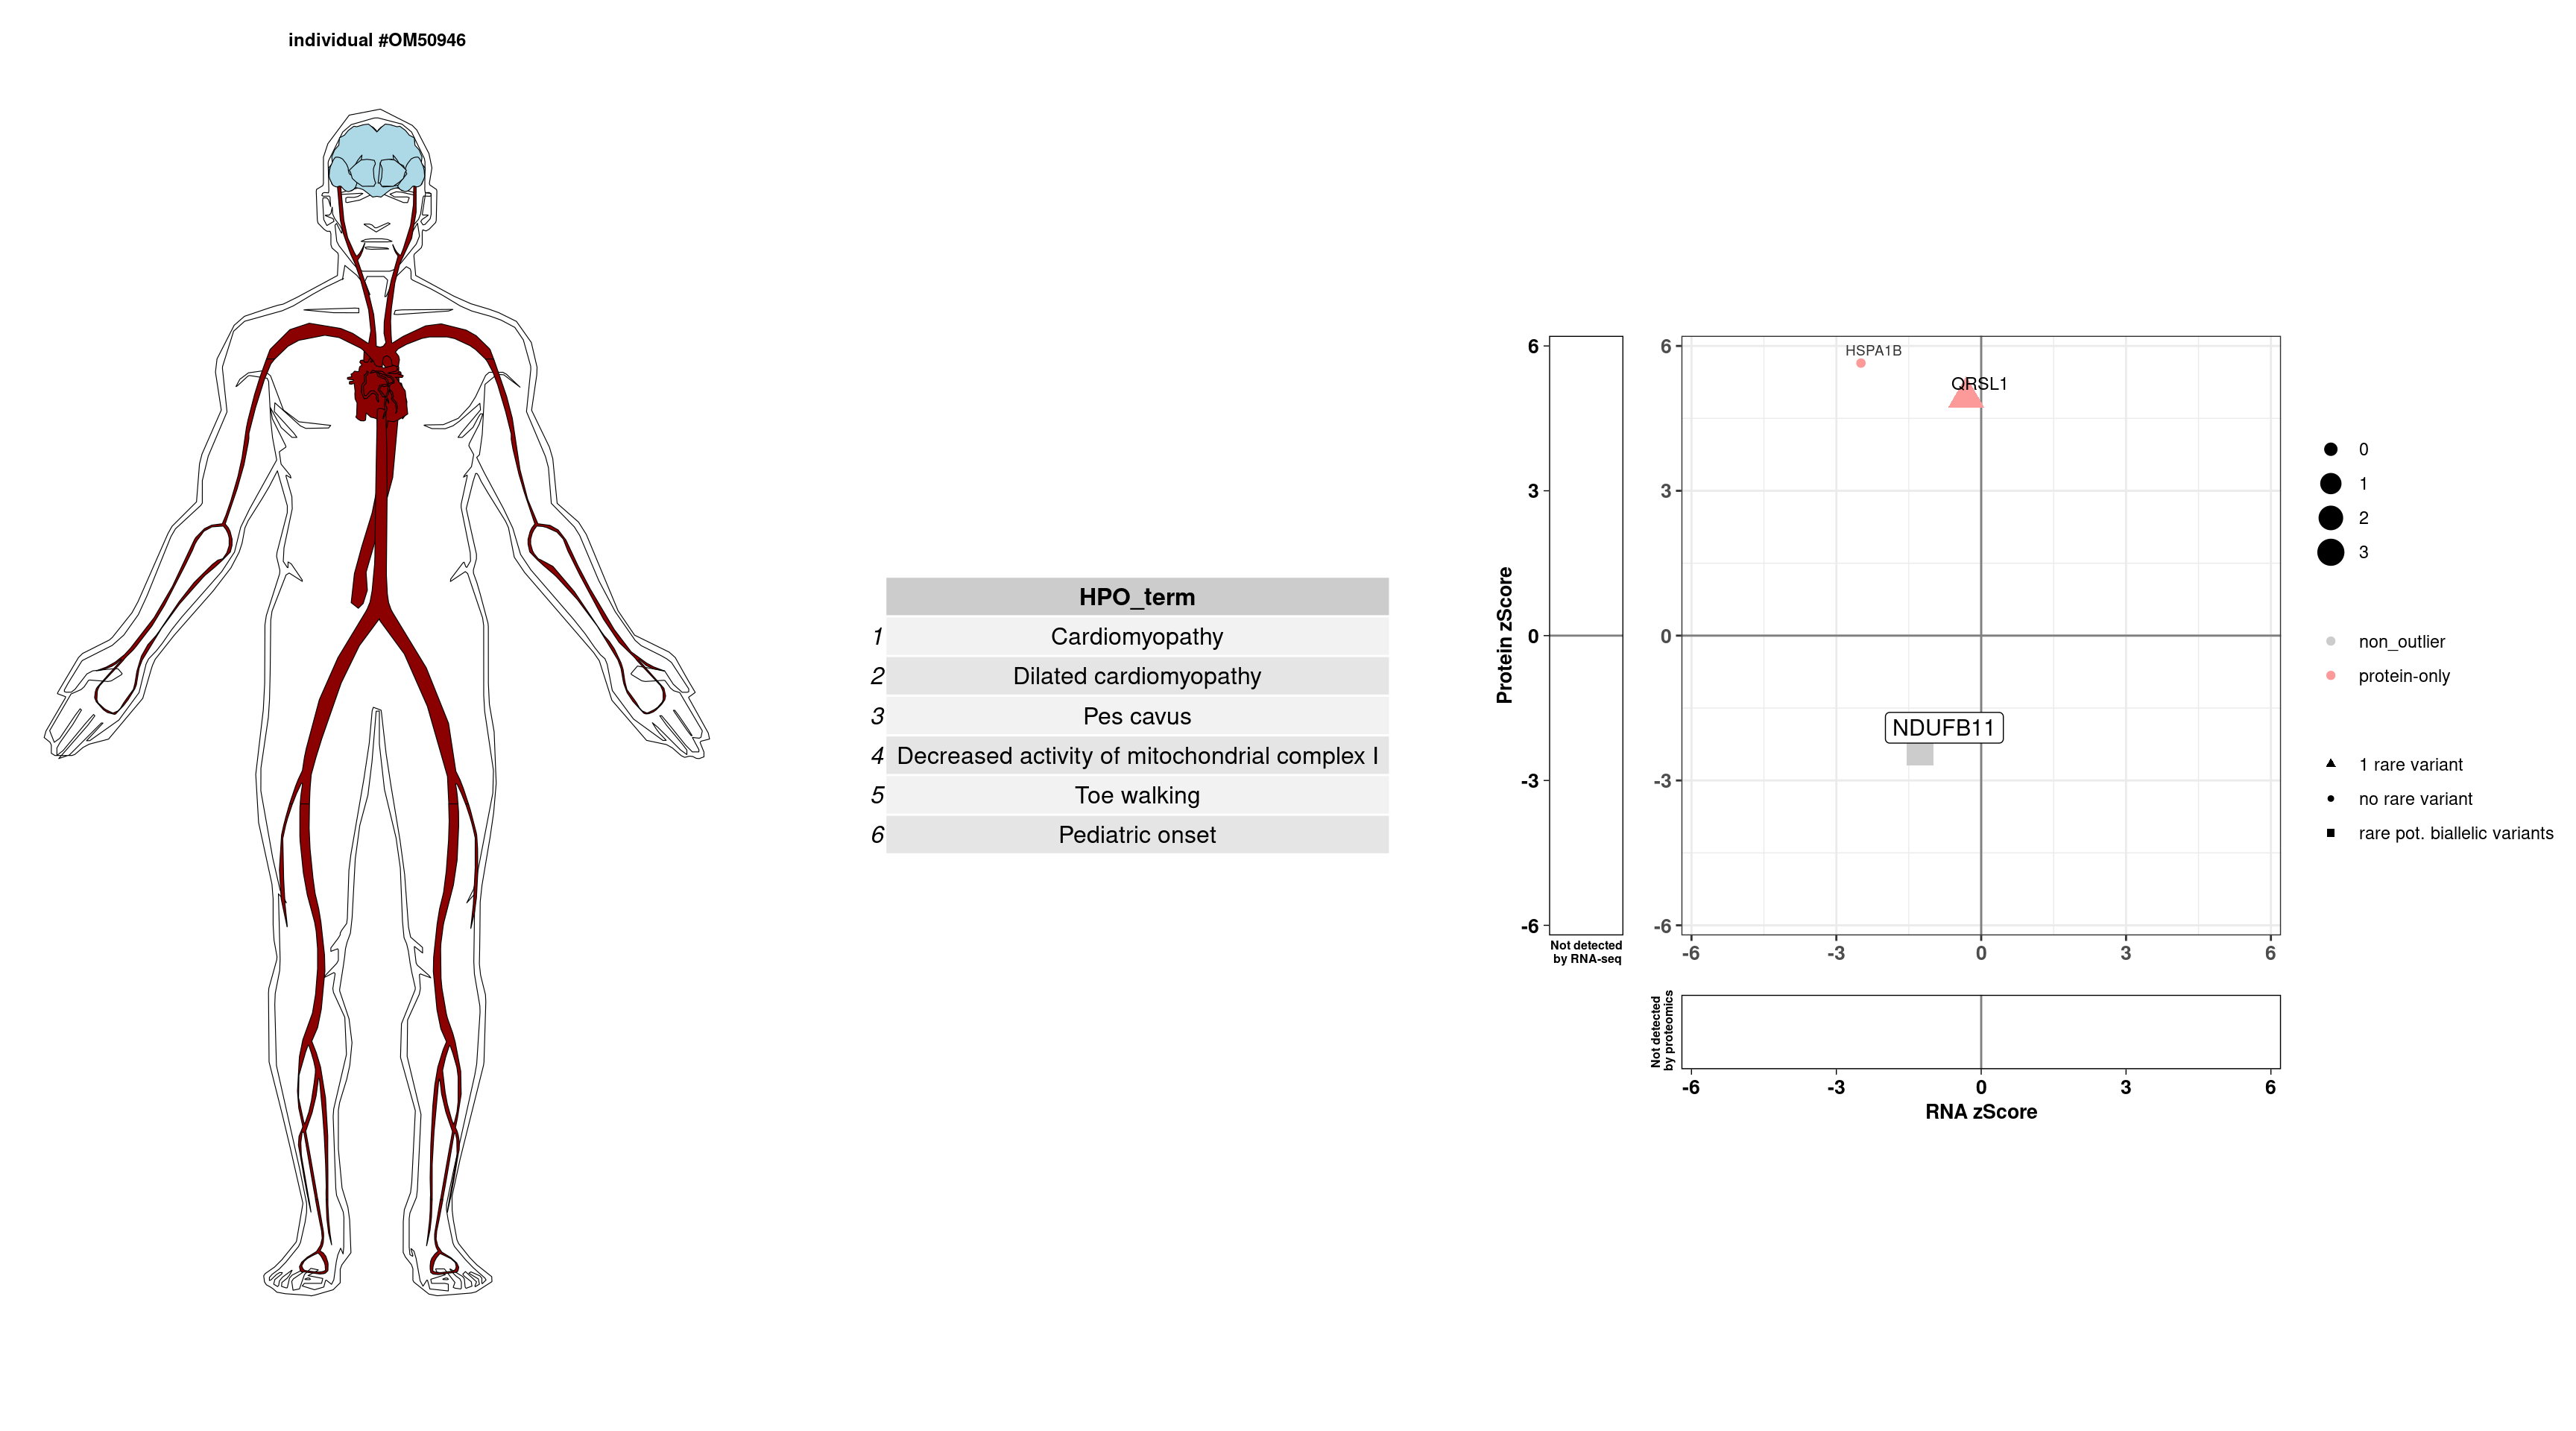 individual #OM50946
HPO_term
1 Cardiomyopathy
2 Dilated cardiomyopathy
3 Pes cavus
4 Decreased activity of mitochondrial complex I
5 Toe walking
6 Pediatric onset
Protein zScore
6
3
0
-3
-6
Not detected
by RNA-seq
6
3
0
-3
-6
HSPA1B
QRSL1
NDUFB11
-6 -3 0 3 6
Not detected
by proteomics
-6 -3 0 3 6
RNA zScore
0
1
2
3
non_outlier
protein-only
1 rare variant
no rare variant
rare pot. biallelic variants